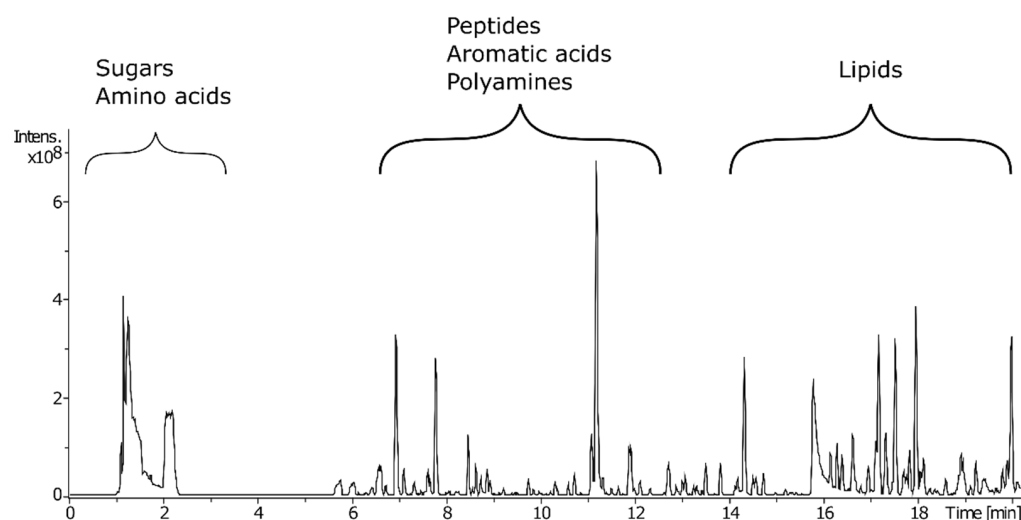 Peptides
Aromatic acids
Polyamines
Sugars
Amino acids
Lipids
Intens.
x10⁸
6
4
2
0
0 2 4 6 8 10 12 14 16 18 Time [min]